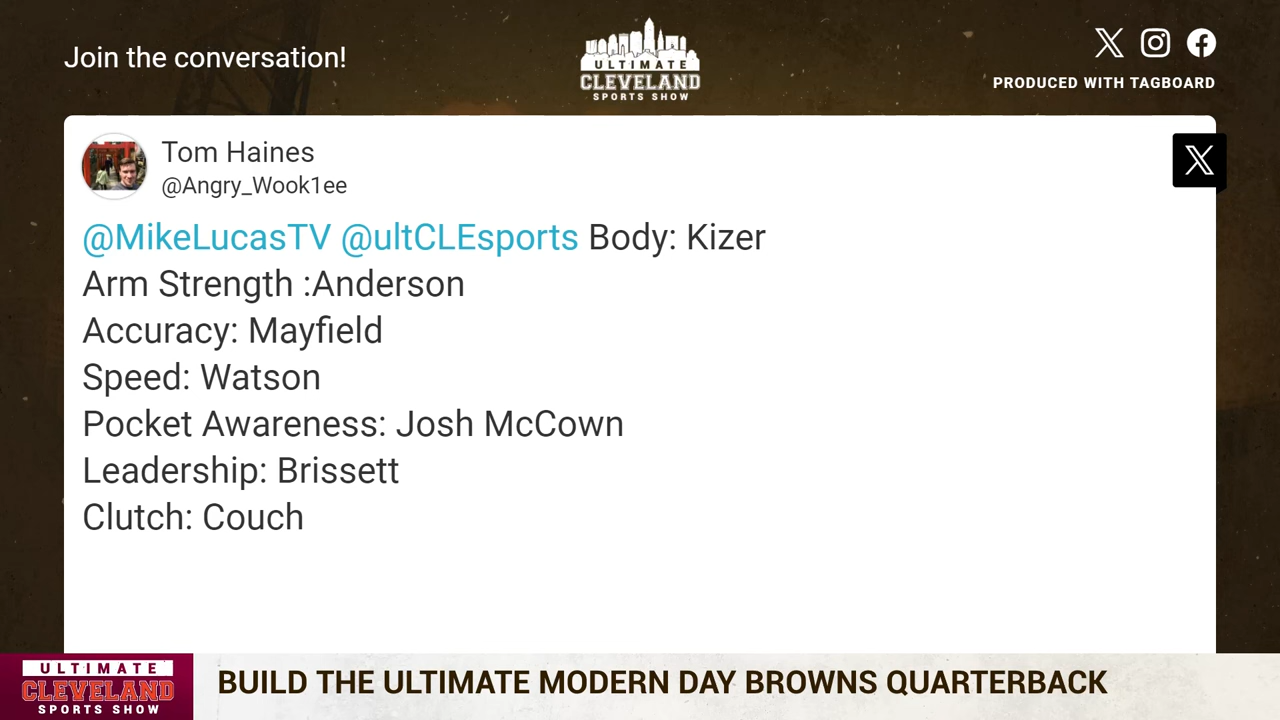 Join the conversation!
ULTIMATE
CLEVELAND
SPORTS SHOW
PRODUCED WITH TAGBOARD
Tom Haines
@Angry_Wook1ee
@MikeLucasTV @ultCLEsports Body: Kizer
Arm Strength :Anderson
Accuracy: Mayfield
Speed: Watson
Pocket Awareness: Josh McCown
Leadership: Brissett
Clutch: Couch
ULTIMATE
CLEVELAND
SPORTS SHOW
BUILD THE ULTIMATE MODERN DAY BROWNS QUARTERBACK